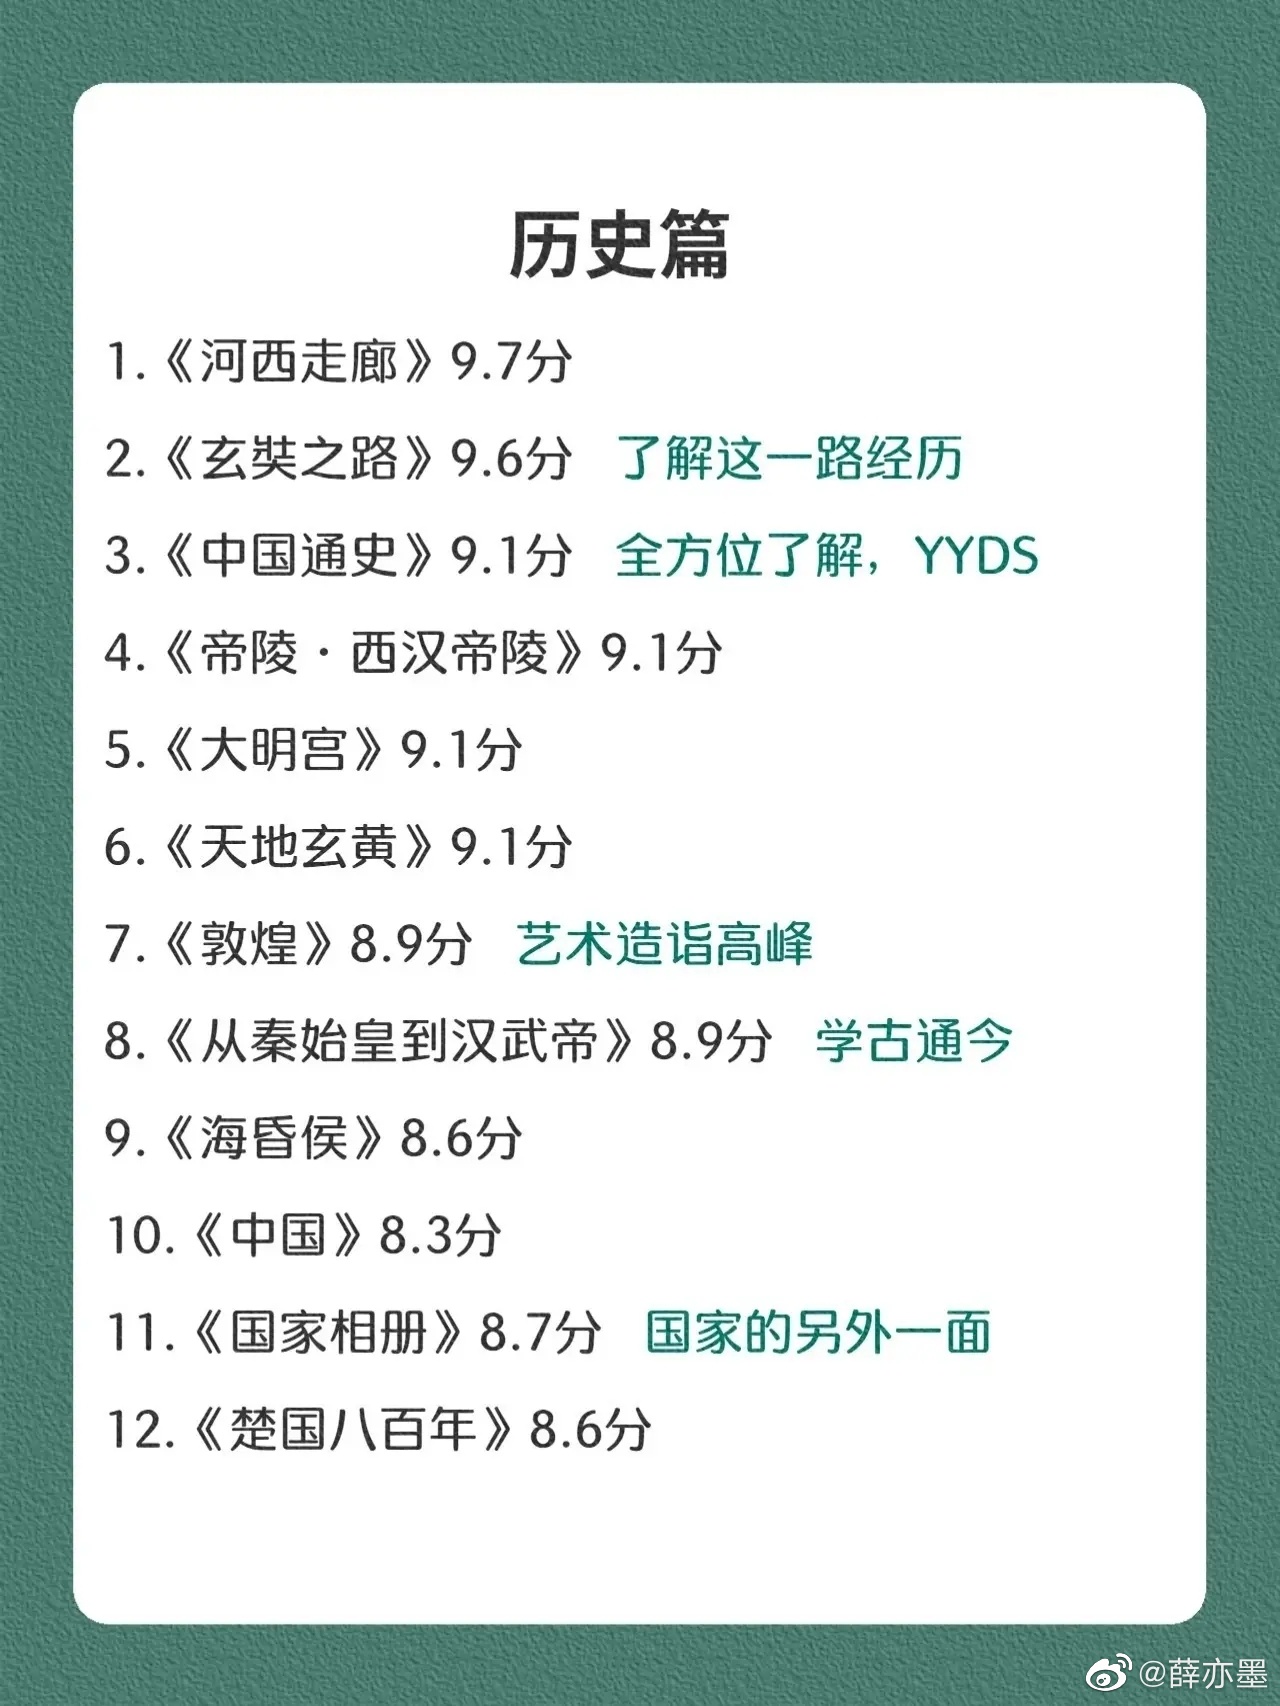 历史篇
1.《河西走廊》9.7分
2.《玄奘之路》9.6分 了解这一路经历
3.《中国通史》9.1分 全方位了解，YYDS
4.《帝陵·西汉帝陵》9.1分
5.《大明宫》9.1分
6.《天地玄黄》9.1分
7.《敦煌》8.9分 艺术造诣高峰
8.《从秦始皇到汉武帝》8.9分 学古通今
9.《海昏侯》8.6分
10.《中国》8.3分
11.《国家相册》8.7分 国家的另外一面
12.《楚国八百年》8.6分
@薛亦墨